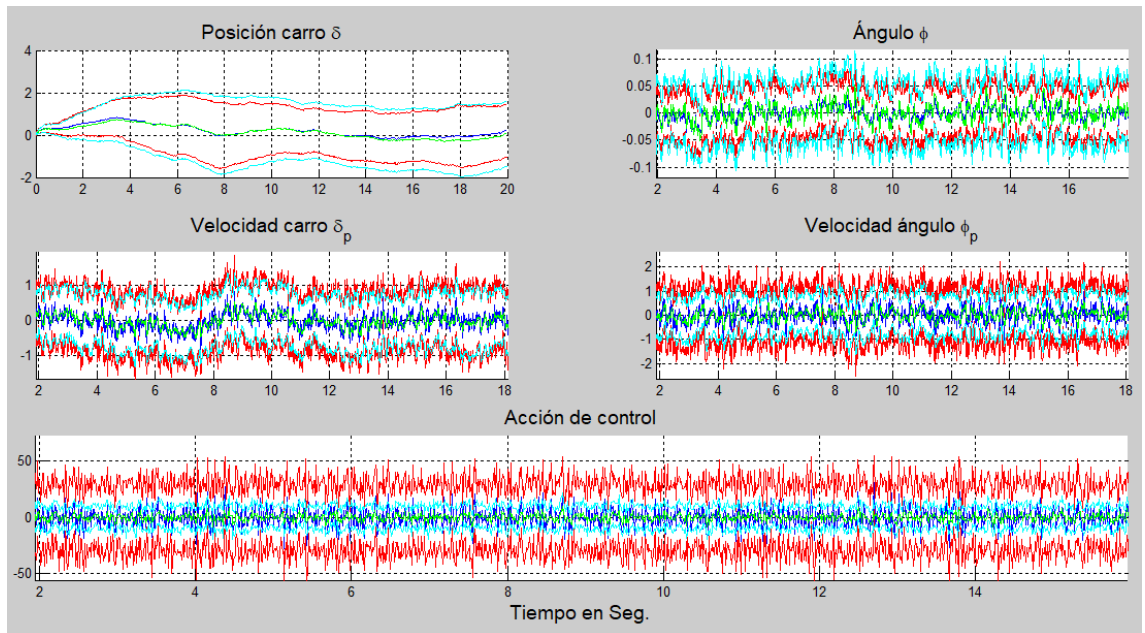 Posición carro δ
4
2
0
-2
0 2 4 6 8 10 12 14 16 18 20
Ángulo ϕ
0.1
0.05
0
-0.05
-0.1
2 4 6 8 10 12 14 16
Velocidad carro δp
1
0
-1
2 4 6 8 10 12 14 16 18
Velocidad ángulo ϕp
2
1
0
-1
-2
2 4 6 8 10 12 14 16 18
Acción de control
50
0
-50
2 4 6 8 10 12 14
Tiempo en Seg.